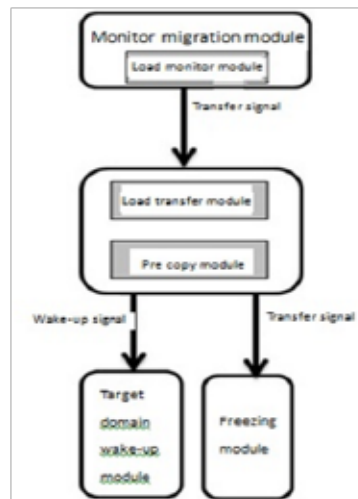 Monitor migration module
Load monitor module
Transfer signal
Load transfer module
Pre copy module
Wake-up signal
Transfer signal
Target
domain
wake-up
module
Freezing
module